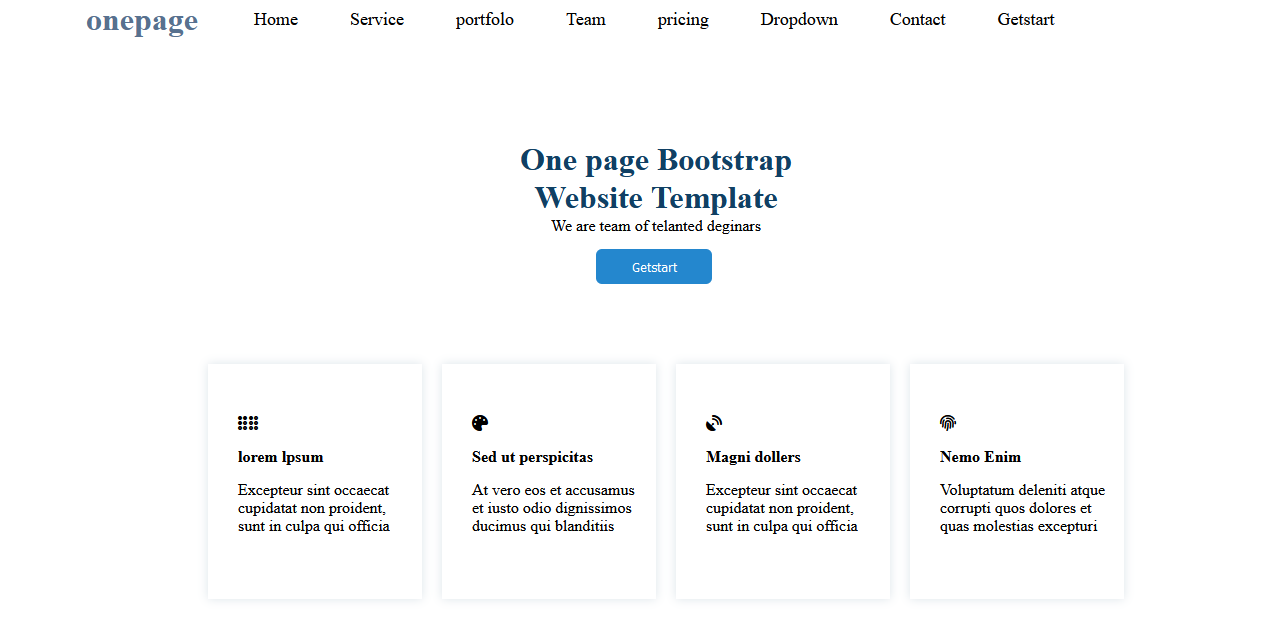 onepage Home Service portfolo Team pricing Dropdown Contact Getstart
One page Bootstrap
Website Template
We are team of telanted deginars
Getstart
lorem lpsum
Excepteur sint occaecat
cupidatat non proident,
sunt in culpa qui officia
Sed ut perspicitas
At vero eos et accusamus
et iusto odio dignissimos
ducimus qui blanditiis
Magni dollers
Excepteur sint occaecat
cupidatat non proident,
sunt in culpa qui officia
Nemo Enim
Voluptatum deleniti atque
corrupti quos dolores et
quas molestias excepturi